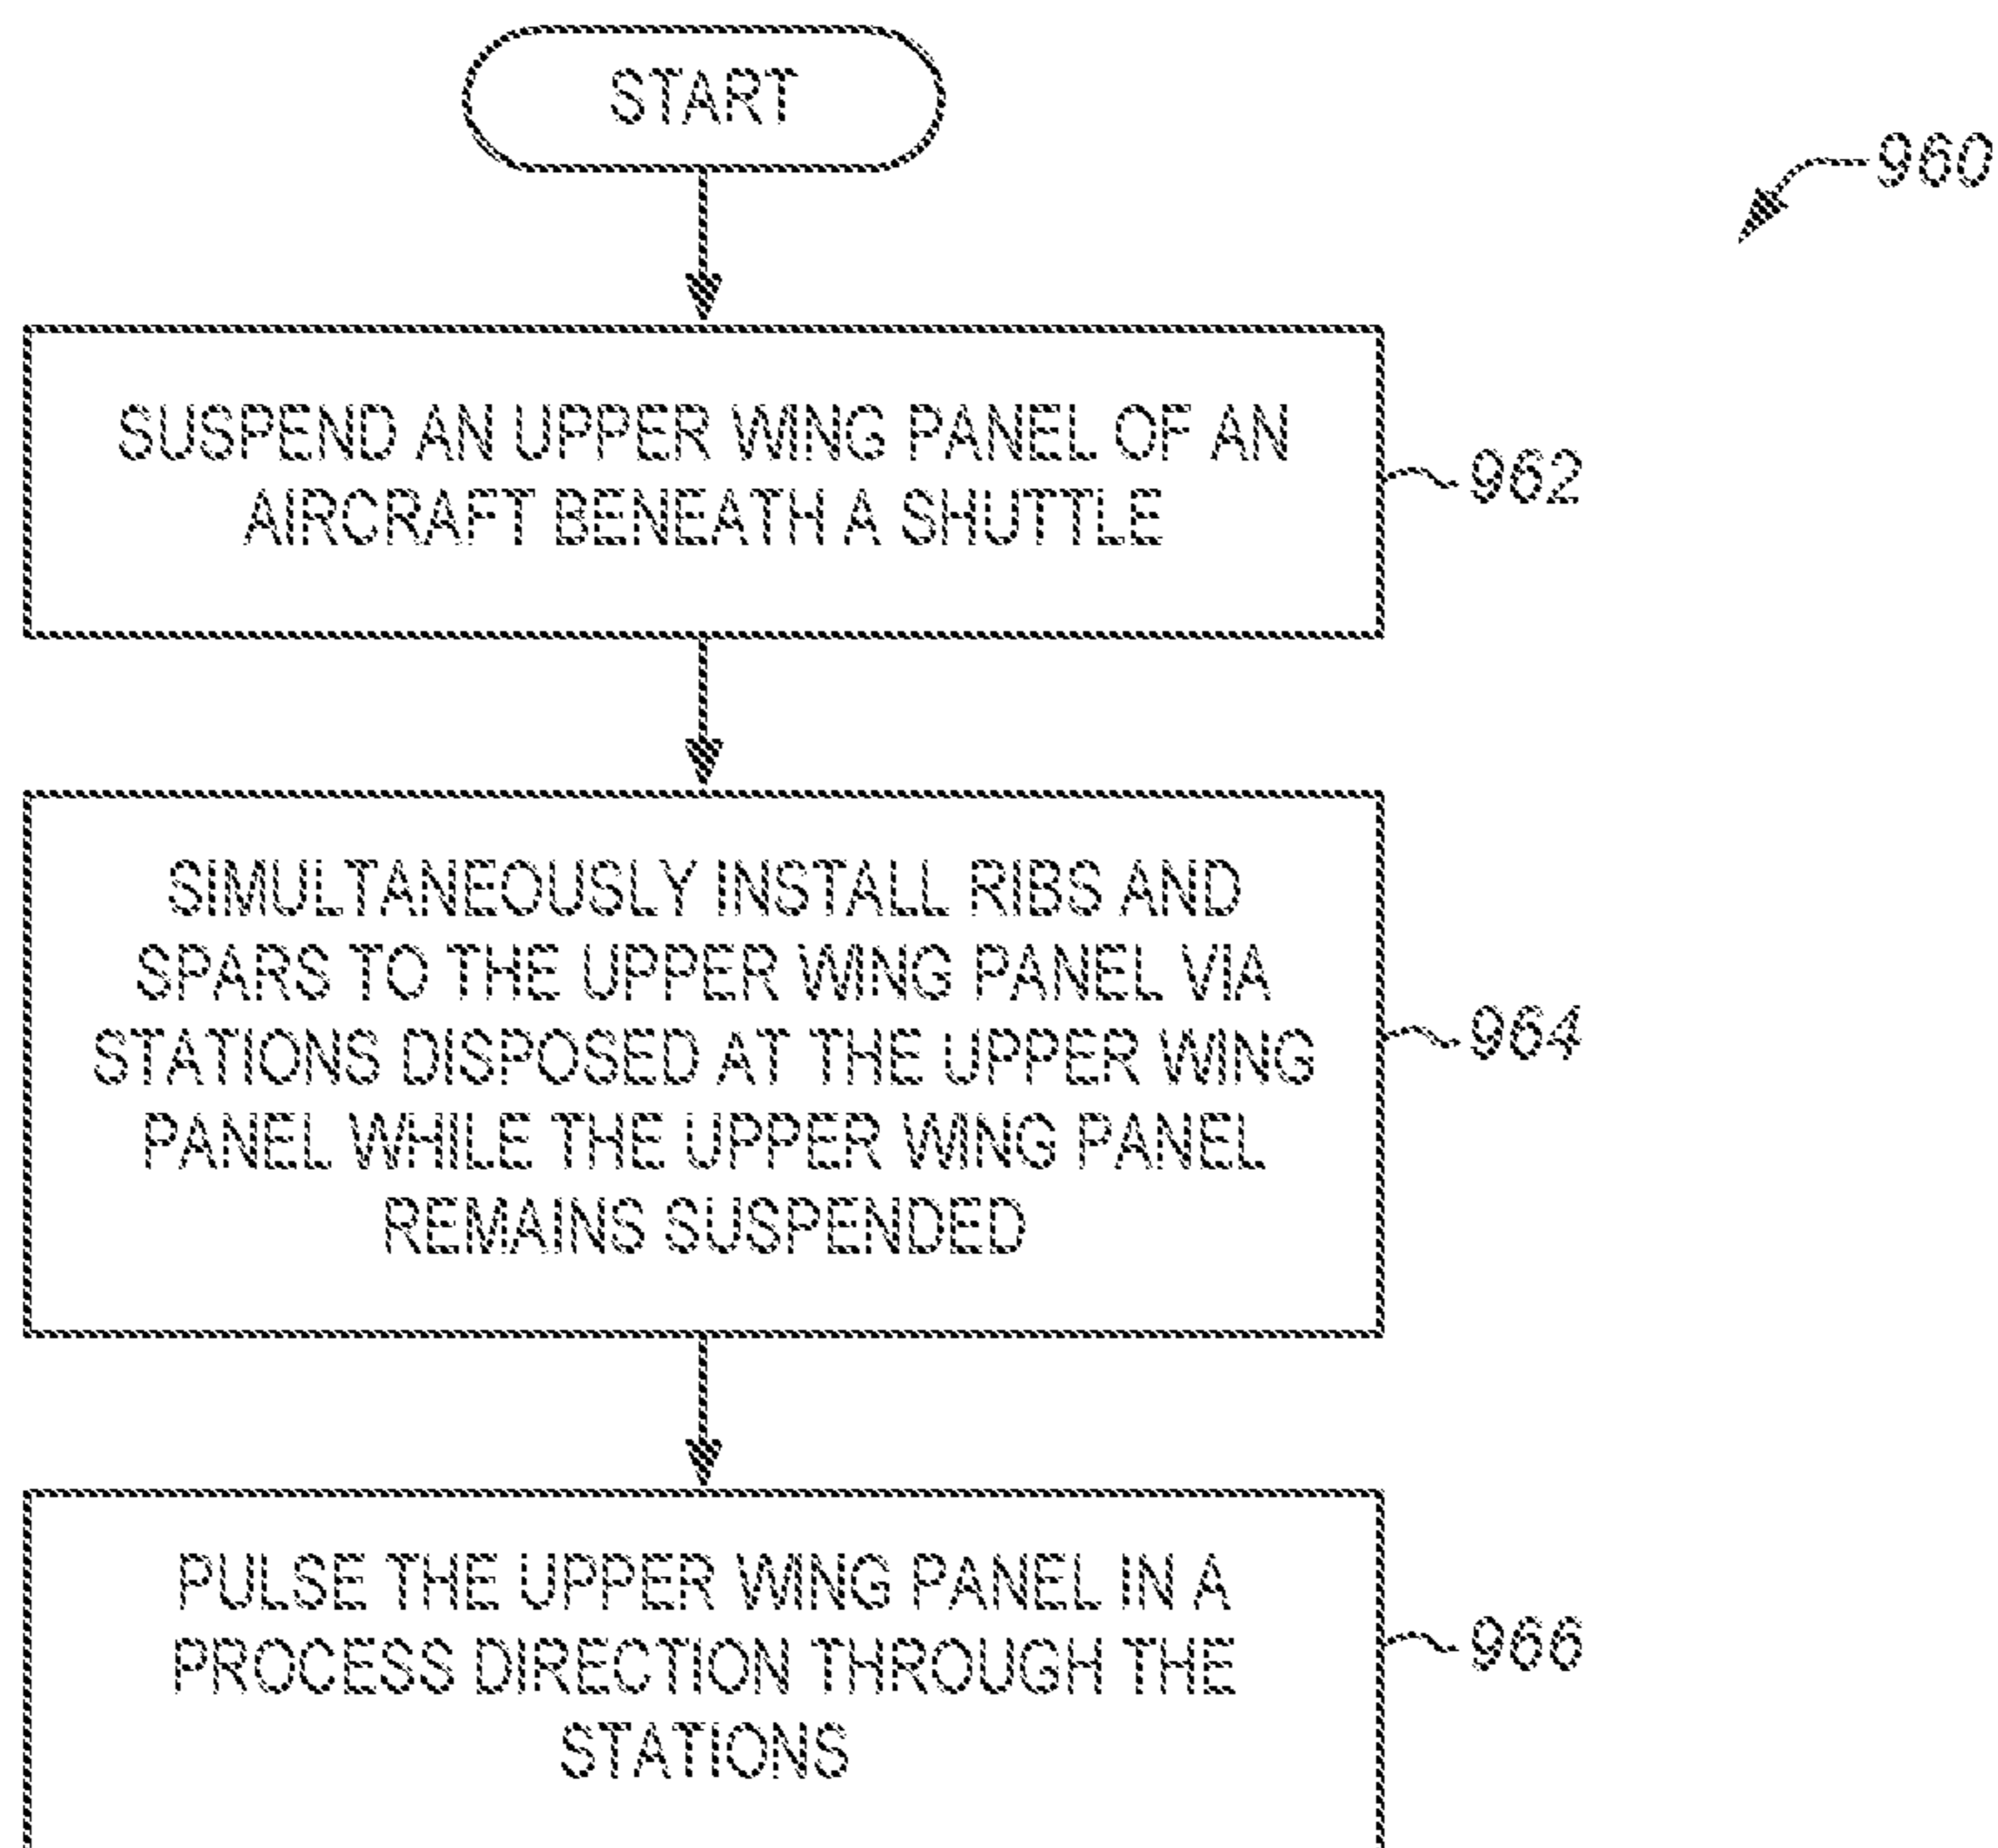 START
960
SUSPEND AN UPPER WING PANEL OF AN
AIRCRAFT BENEATH A SHUTTLE
962
SIMULTANEOUSLY INSTALL RIBS AND
SPARS TO THE UPPER WING PANEL VIA
STATIONS DISPOSED AT THE UPPER WING
PANEL WHILE THE UPPER WING PANEL
REMAINS SUSPENDED
964
PULSE THE UPPER WING PANEL IN A
PROCESS DIRECTION THROUGH THE
STATIONS
966